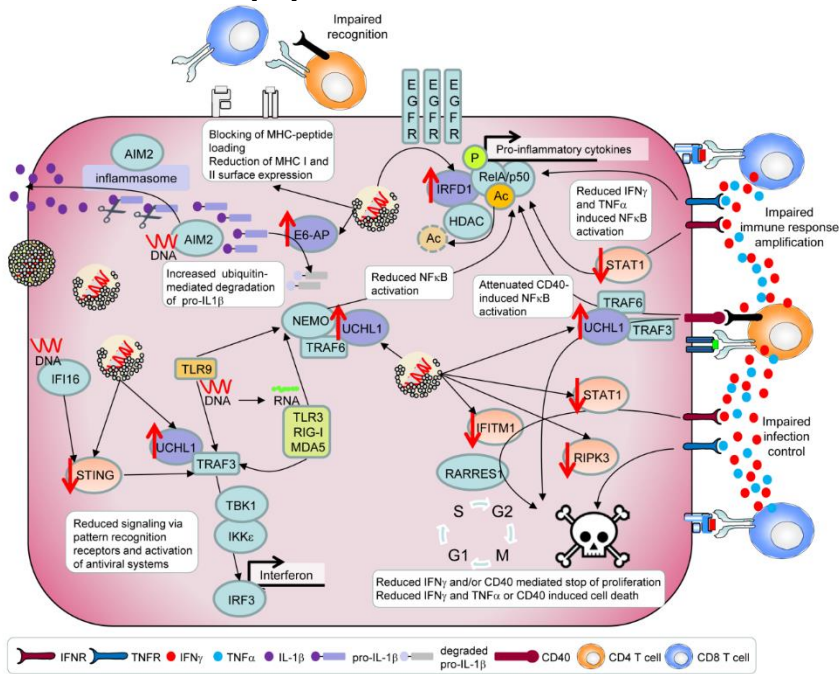 Impaired
recognition
E
G
F
R
E
G
F
R
E
G
F
R
Blocking of MHC-peptide
loading
Reduction of MHC I and
II surface expression
AIM2
inflammasome
AIM2
DNA
E6-AP
Increased ubiquitin-
mediated degradation
of pro-IL1β
P
Pro-inflammatory cytokines
IRFD1
RelA/p50
Ac
HDAC
Ac
Reduced IFNγ
and TNFα
induced NFκB
activation
STAT1
Impaired
immune response
amplification
Reduced NFκB
activation
Attenuated CD40-
induced NFκB
activation
TRAF6
UCHL1
TRAF3
NEMO
UCHL1
TRAF6
DNA
IFI16
TLR9
DNA
RNA
TLR3
RIG-I
MDA5
UCHL1
STING
TRAF3
TBK1
IKKε
IRF3
Interferon
Reduced signaling via
pattern recognition
receptors and activation
of antiviral systems
STAT1
IFITM1
RIPK3
RARRES1
S
G2
G1
M
Impaired
infection
control
Reduced IFNγ and/or CD40 mediated stop of proliferation
Reduced IFNγ and TNFα or CD40 induced cell death
IFNR
TNFR
IFNγ
TNFα
IL-1β
pro-IL-1β
degraded
pro-IL-1β
CD40
CD4 T cell
CD8 T cell